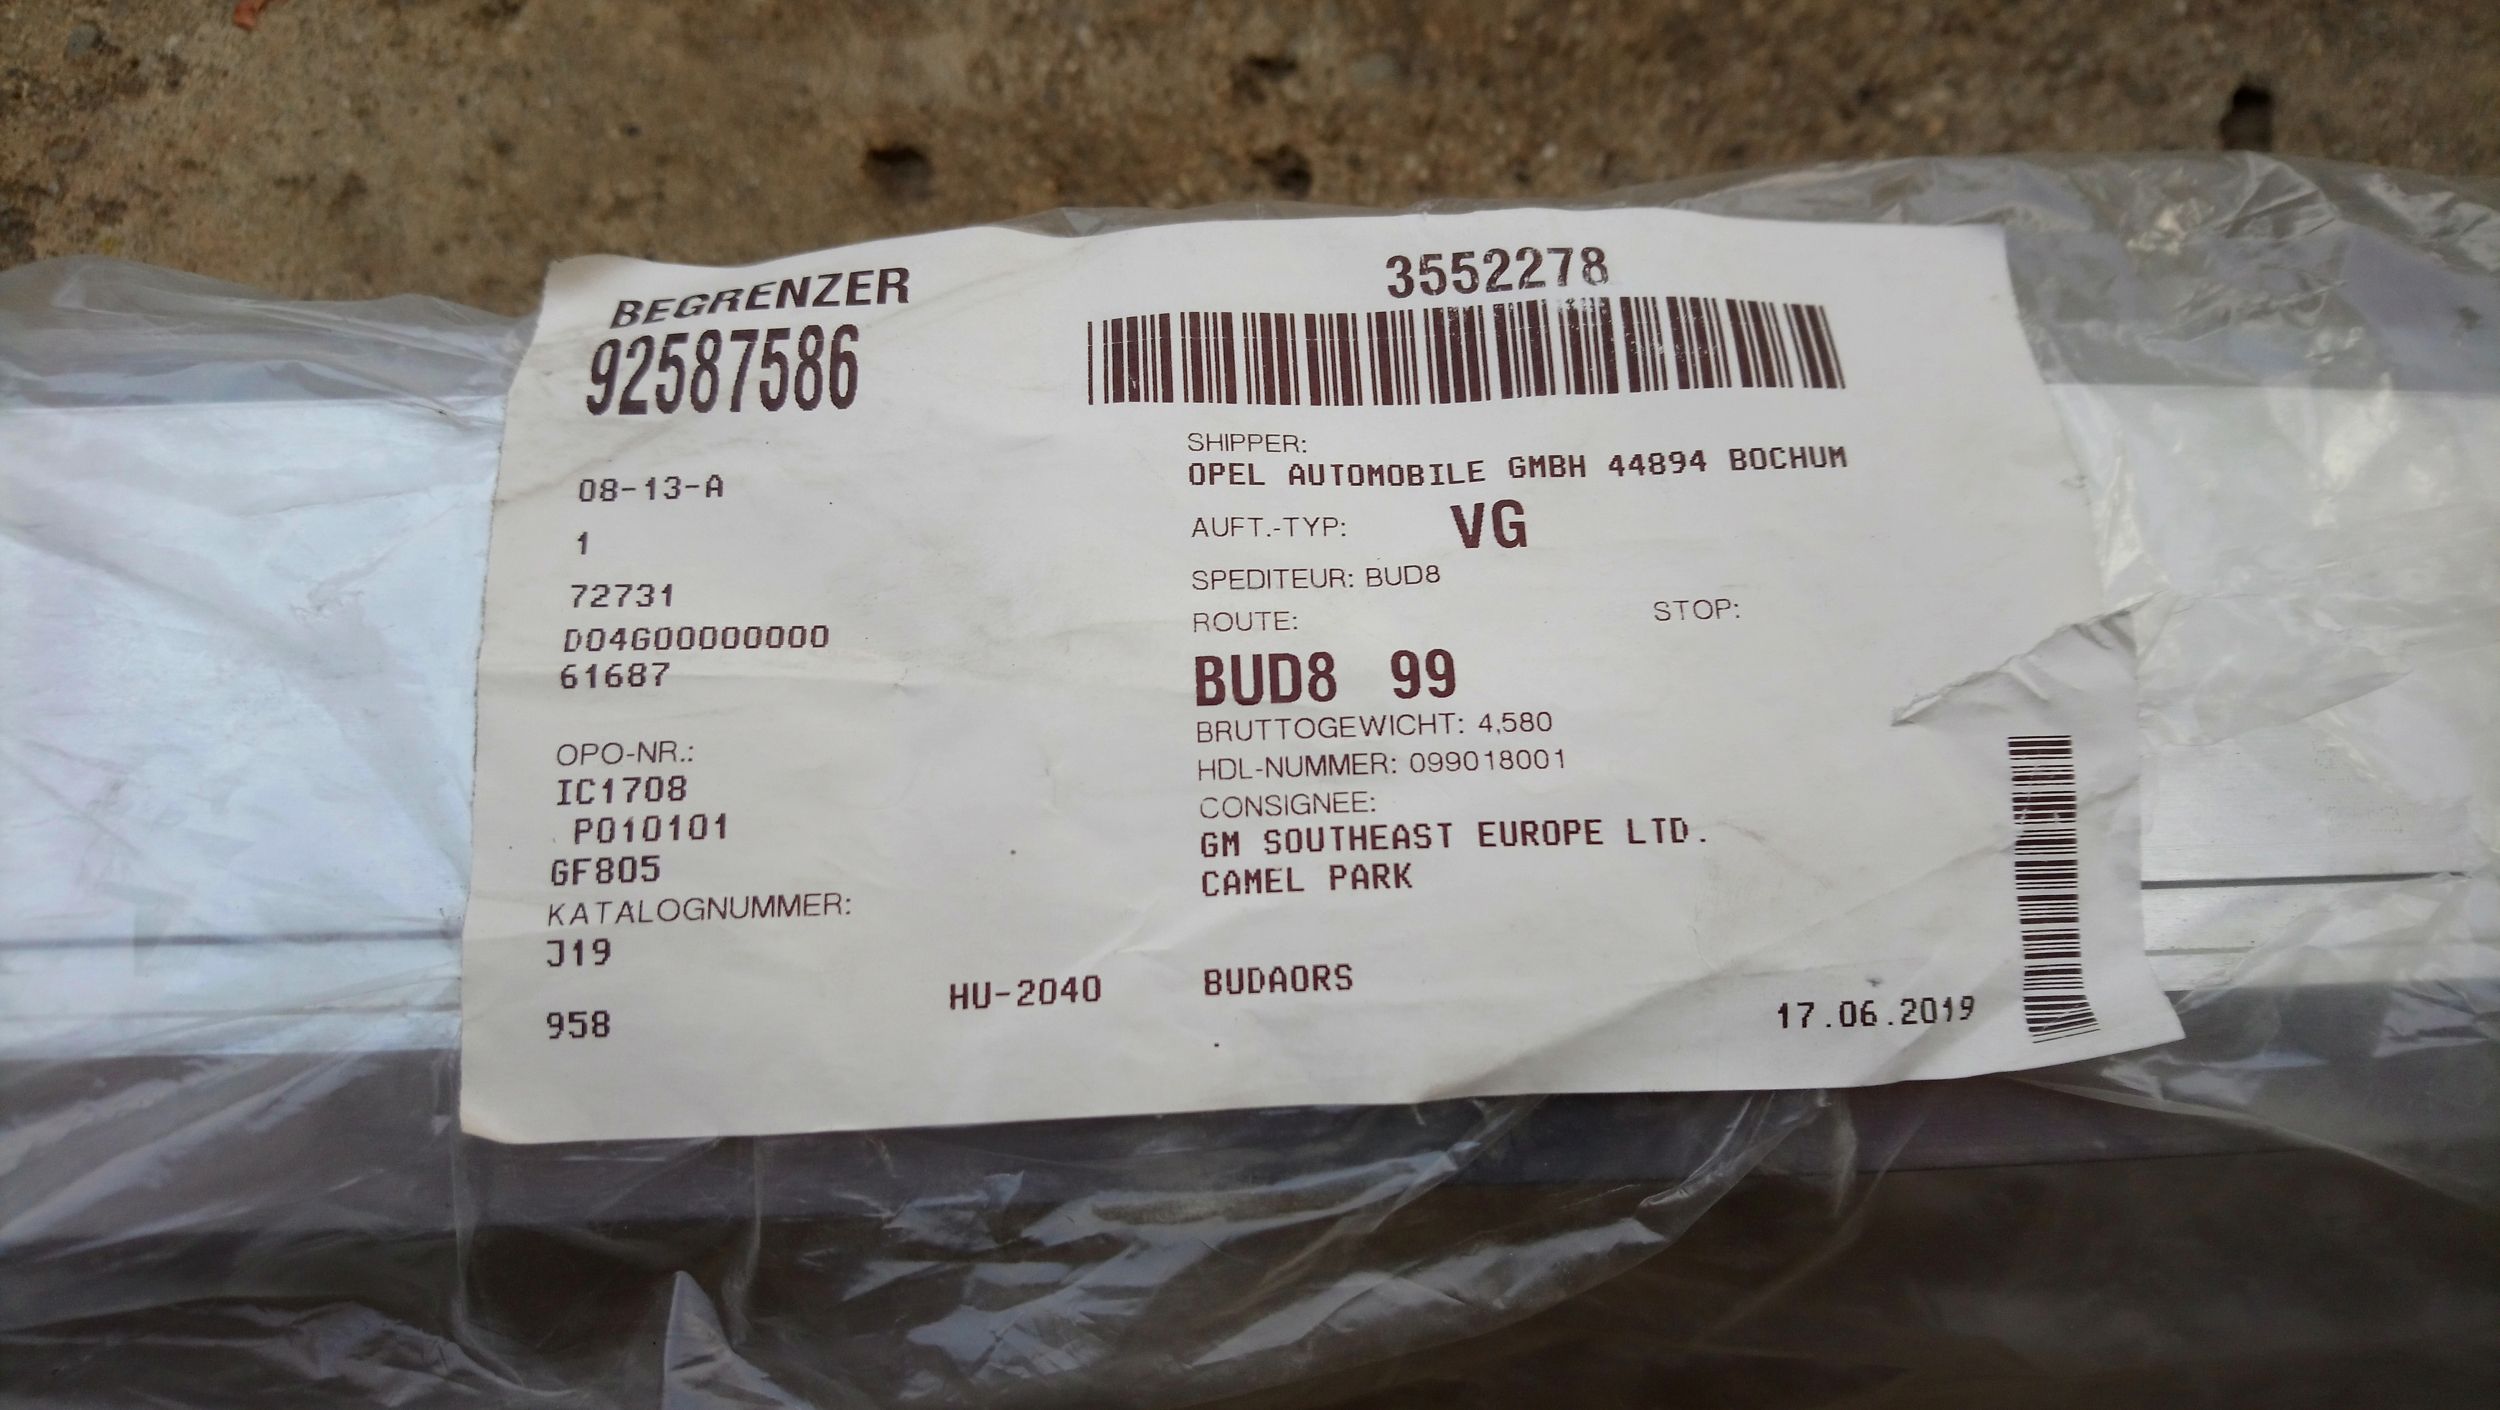 BEGRENZER
92587586
08-13-A
1
72731
D04G00000000
61687
OPO-NR.:
IC1708
P010101
GF805
KATALOGNUMMER:
J19
958
3552278
SHIPPER:
OPEL AUTOMOBILE GMBH 44894 BOCHUM
AUFT.-TYP: VG
SPEDITEUR: BUD8
ROUTE: STOP:
BUD8 99
BRUTTOGEWICHT: 4,580
HDL-NUMMER: 099018001
CONSIGNEE:
GM SOUTHEAST EUROPE LTD.
CAMEL PARK
HU-2040 BUDAORS
17.06.2019